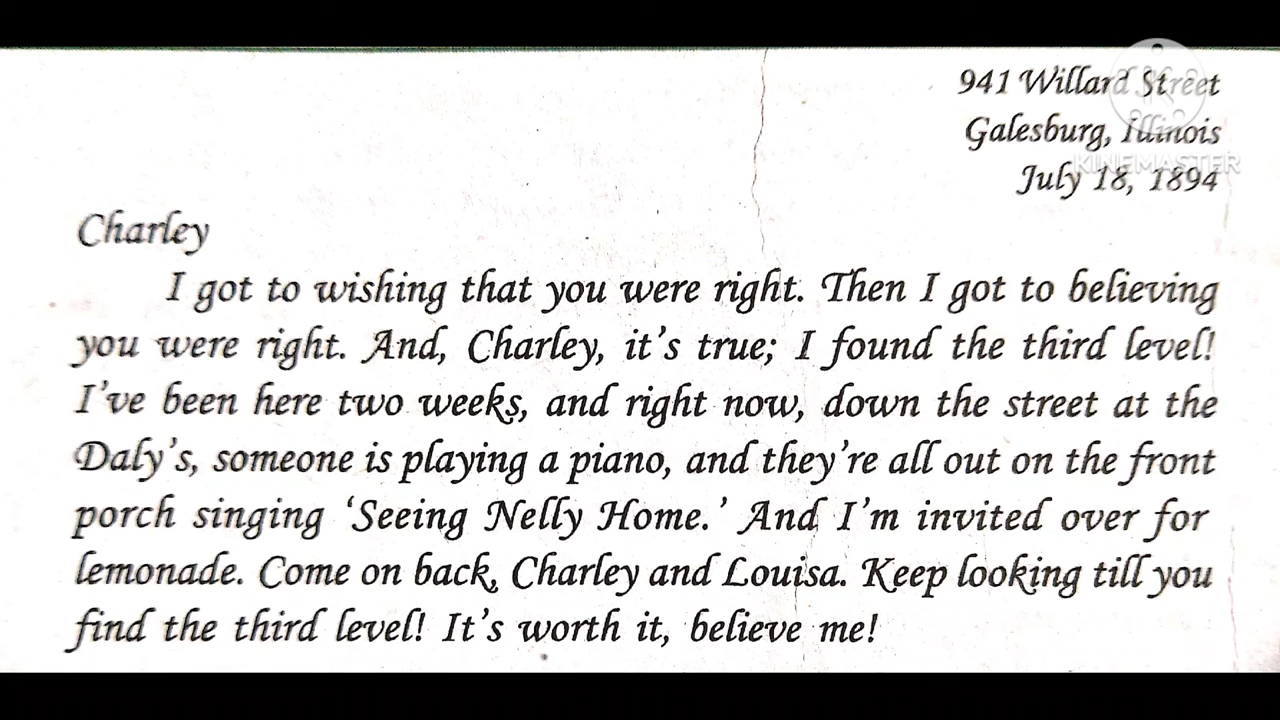 941 Willard Street
Galesburg, Illinois
July 18, 1894
KINEMASTER
Charley
I got to wishing that you were right. Then I got to believing
you were right. And, Charley, it's true; I found the third level!
I've been here two weeks, and right now, down the street at the
Daly's, someone is playing a piano, and they're all out on the front
porch singing ‘Seeing Nelly Home.’ And I'm invited over for
lemonade. Come on back, Charley and Louisa. Keep looking till you
find the third level! It's worth it, believe me!